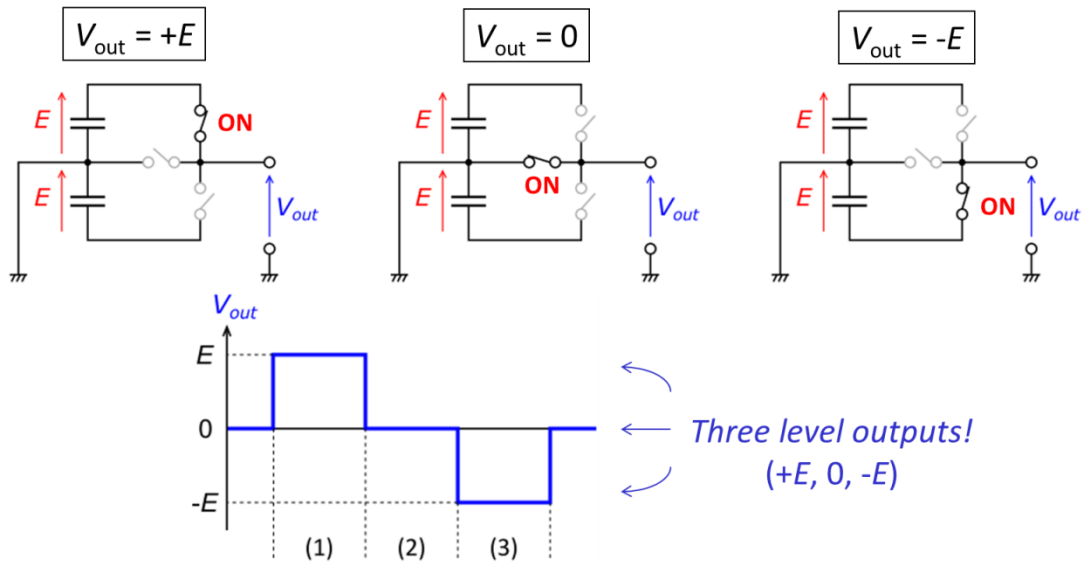 Vout = +E
Vout = 0
Vout = -E
E
ON
E
Vout
E
ON
E
Vout
E
E
ON
Vout
Vout
E
0
-E
(1)
(2)
(3)
Three level outputs!
(+E, 0, -E)